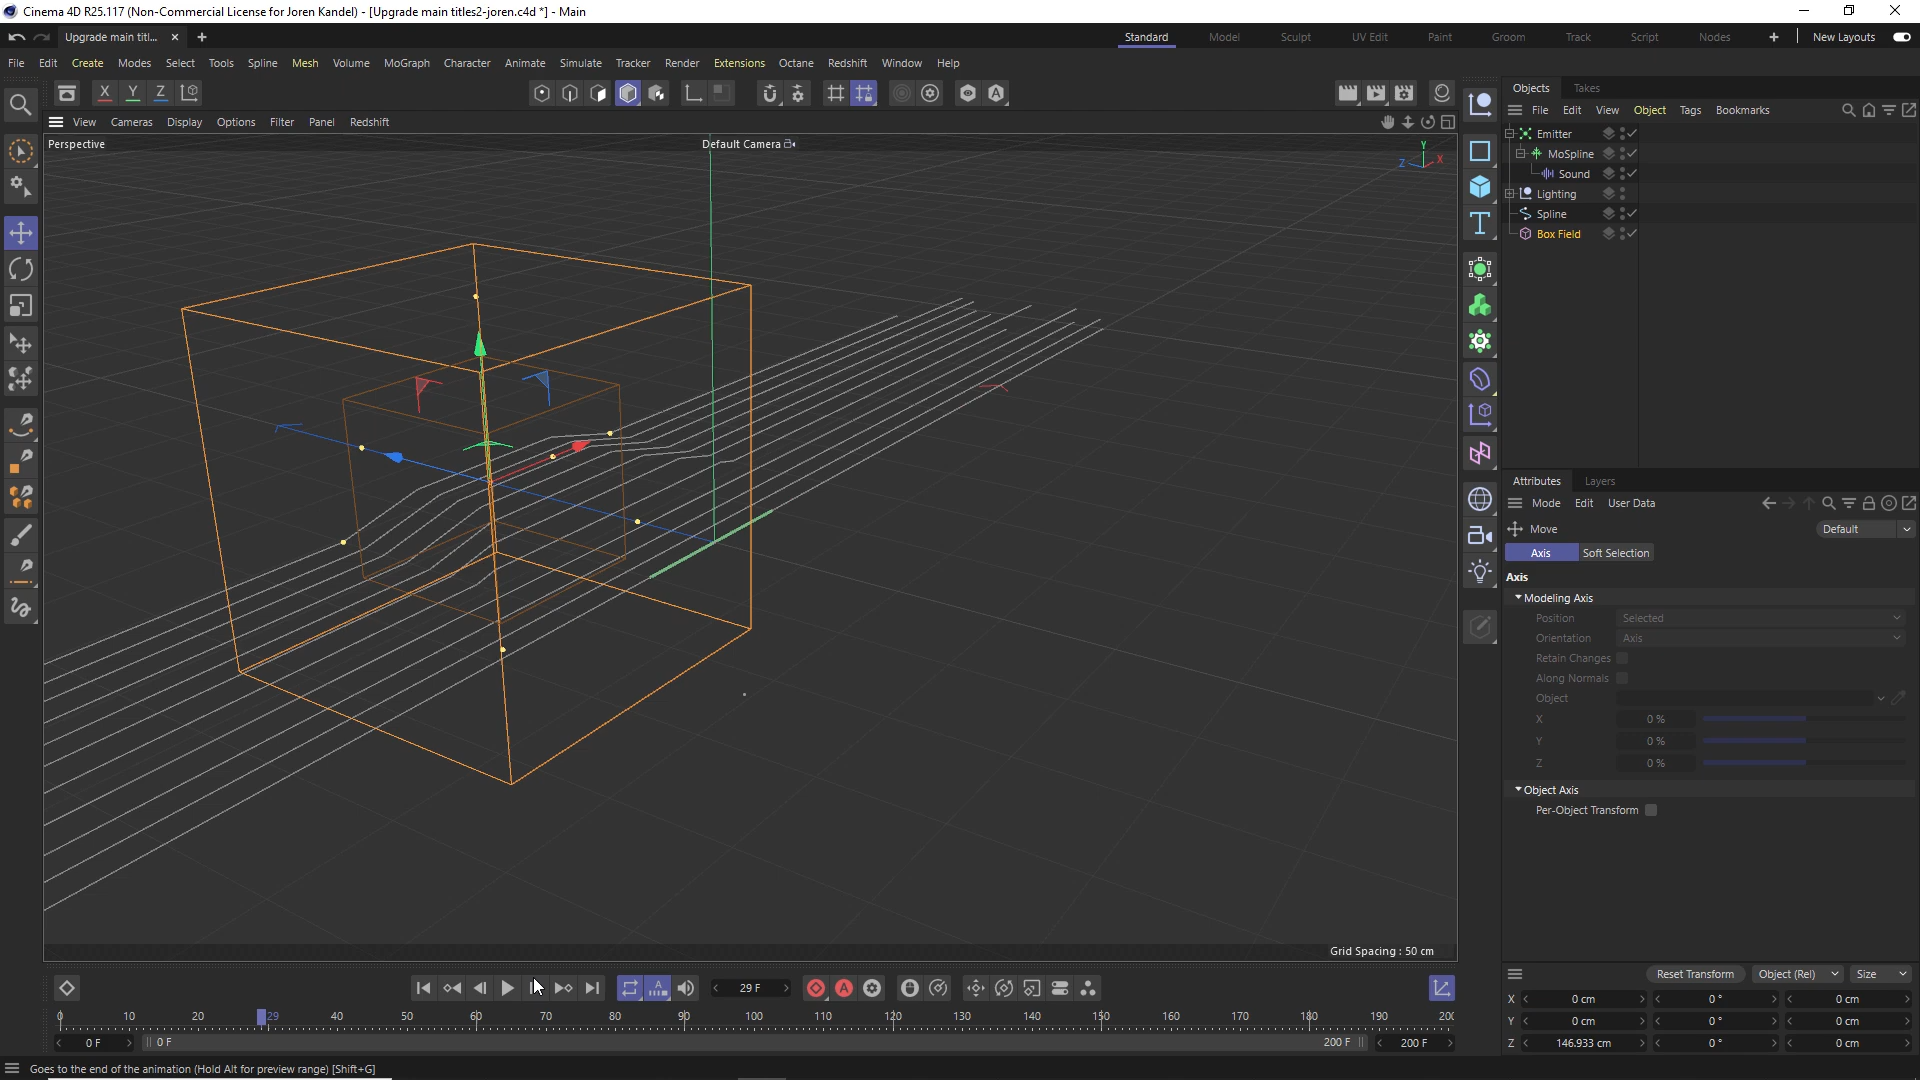 Cinema 4D R25.117 (Non-Commercial License for Joren Kandel) - [Upgrade main titles2-joren.c4d *] - Main
Upgrade main titl... × +
Standard Model Sculpt UV Edit Paint Groom Track Script Nodes + New Layouts
File Edit Create Modes Select Tools Spline Mesh Volume MoGraph Character Animate Simulate Tracker Render Extensions Octane Redshift Window Help
X Y Z
View Cameras Display Options Filter Panel Redshift
Perspective
Default Camera
Y
Z X
Grid Spacing : 50 cm
Objects Takes
File Edit View Object Tags Bookmarks
Emitter
MoSpline
Sound
Lighting
Spline
Box Field
Attributes Layers
Mode Edit User Data
Move Default
Axis Soft Selection
Axis
Modeling Axis
Position Selected
Orientation Axis
Retain Changes
Along Normals
Object
X 0 %
Y 0 %
Z 0 %
Object Axis
Per-Object Transform
29 F
0 10 20 29 40 50 60 70 80 90 100 110 120 130 140 150 160 170 180 190 200
0 F 0 F 200 F 200 F
Reset Transform Object (Rel) Size
X 0 cm 0 ° 0 cm
Y 0 cm 0 ° 0 cm
Z 146.933 cm 0 ° 0 cm
Goes to the end of the animation (Hold Alt for preview range) [Shift+G]